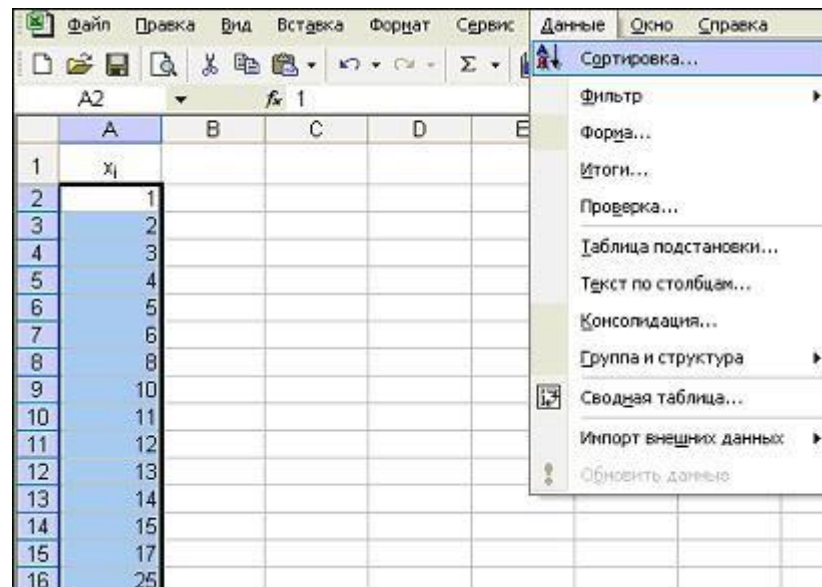 Файл Правка Вид Вставка Формат Сервис Данные Окно Справка
Сортировка...
Фильтр
Форма...
Итоги...
Проверка...
Таблица подстановки...
Текст по столбцам...
Консолидация...
Группа и структура
Сводная таблица...
Импорт внешних данных
Обновить данные
A2 fx 1
A B C D E
1 xi
2 1
3 2
4 3
5 4
6 5
7 6
8 8
9 10
10 11
11 12
12 13
13 14
14 15
15 17
16 25